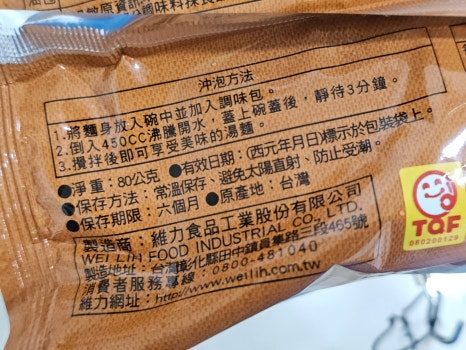 沖泡方法
1.將麵身放入碗中並加入調味包。
2.倒入450CC沸騰開水，蓋上碗蓋後，靜待3分鐘。
3.攪拌後即可享受美味的湯麵。
●淨重：80公克 ●有效日期：(西元年月日)標示於包裝袋上。
●保存方法：常溫保存，避免太陽直射、防止受潮。
●保存期限：六個月 ●原產地：台灣
製造商：維力食品工業股份有限公司
WEI LIH FOOD INDUSTRIAL CO., LTD.
製造地址：台灣彰化縣田中鎮員集路三段465號
消費者服務專線：0800-481040
維力網址：http://www.weilih.com.tw
TQF